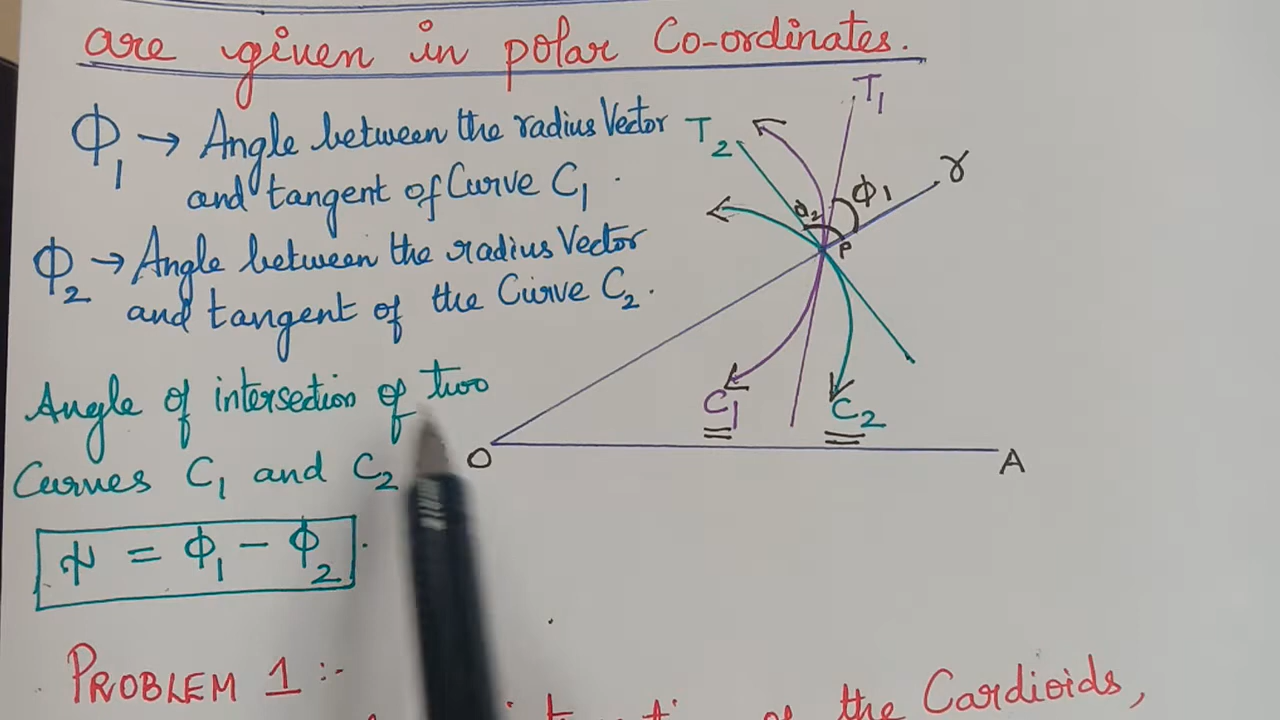 are given in polar Co-ordinates.
Φ1 → Angle between the radius Vector
and tangent of Curve C1.
Φ2 → Angle between the radius Vector
and tangent of the Curve C2.
Angle of intersection of two
Curves C1 and C2
ψ = Φ1 - Φ2.
T1
T2
r
Φ1
P
C1
C2
O
A
PROBLEM 1 :-
the Cardioids,